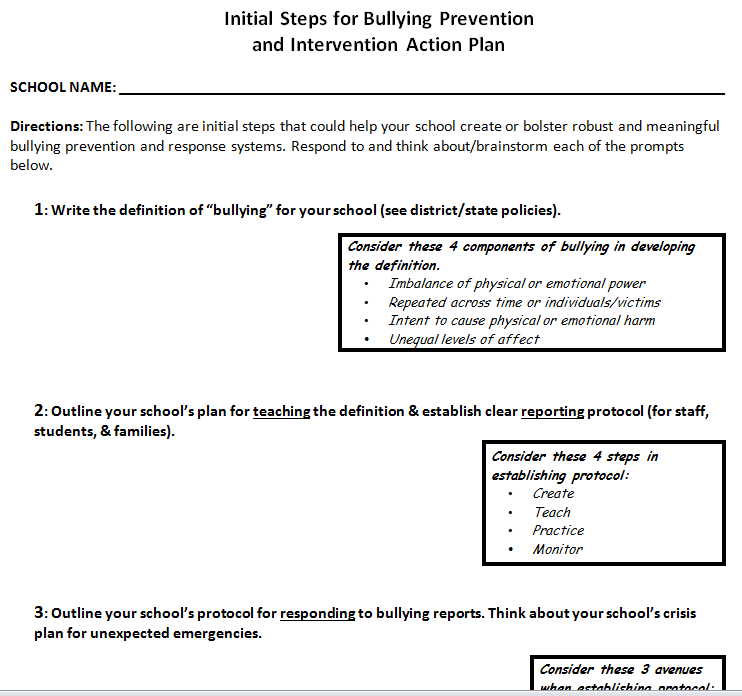 Initial Steps for Bullying Prevention
and Intervention Action Plan
SCHOOL NAME:
Directions: The following are initial steps that could help your school create or bolster robust and meaningful
bullying prevention and response systems. Respond to and think about/brainstorm each of the prompts
below.
1: Write the definition of “bullying” for your school (see district/state policies).
Consider these 4 components of bullying in developing
the definition.
• Imbalance of physical or emotional power
• Repeated across time or individuals/victims
• Intent to cause physical or emotional harm
• Unequal levels of affect
2: Outline your school’s plan for teaching the definition & establish clear reporting protocol (for staff,
students, & families).
Consider these 4 steps in
establishing protocol:
• Create
• Teach
• Practice
• Monitor
3: Outline your school’s protocol for responding to bullying reports. Think about your school’s crisis
plan for unexpected emergencies.
Consider these 3 avenues
when establishing protocol: